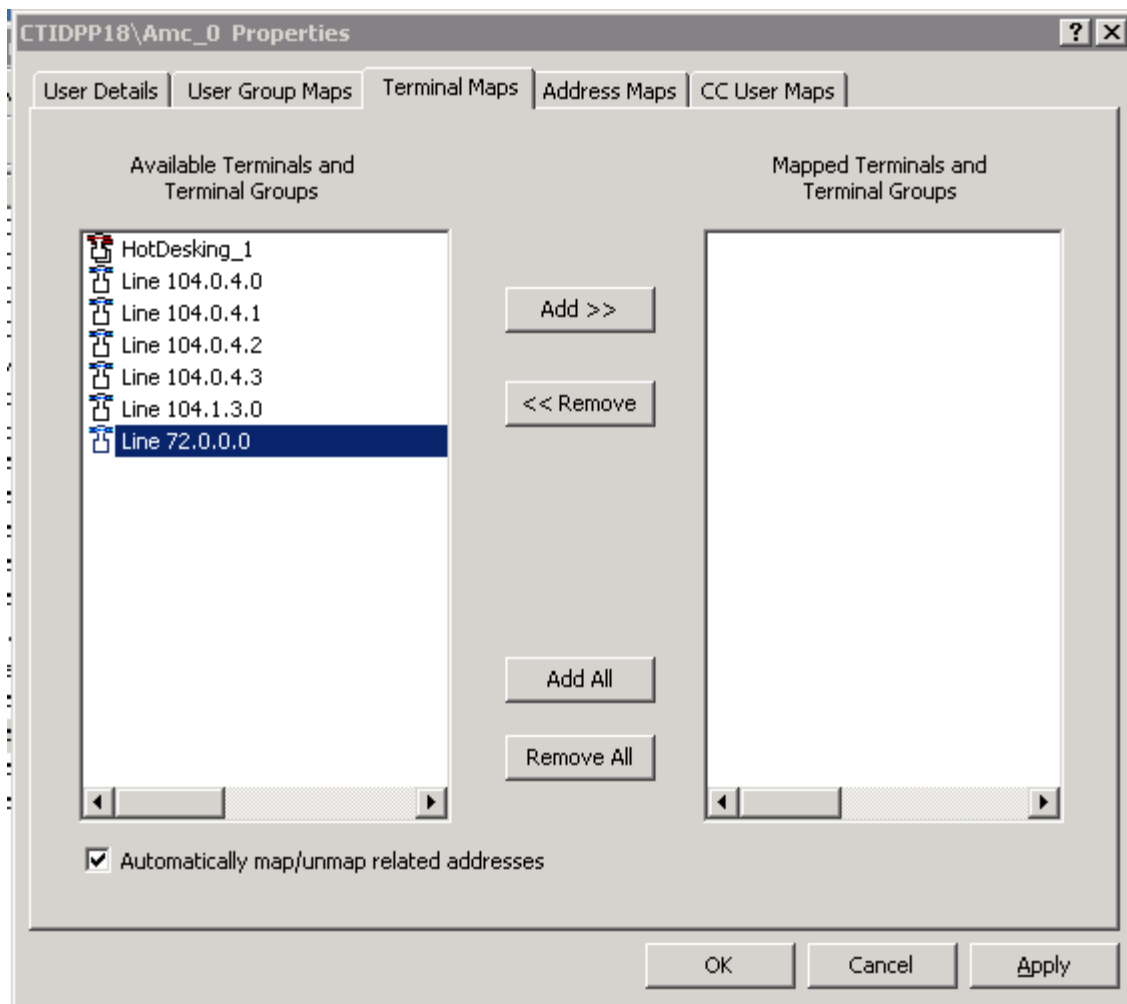 CTIDPP18\Amc_0 Properties
User Details
User Group Maps
Terminal Maps
Address Maps
CC User Maps
Available Terminals and
Terminal Groups
Mapped Terminals and
Terminal Groups
HotDesking_1
Line 104.0.4.0
Line 104.0.4.1
Line 104.0.4.2
Line 104.0.4.3
Line 104.1.3.0
Line 72.0.0.0
Add >>
<< Remove
Add All
Remove All
Automatically map/unmap related addresses
OK
Cancel
Apply